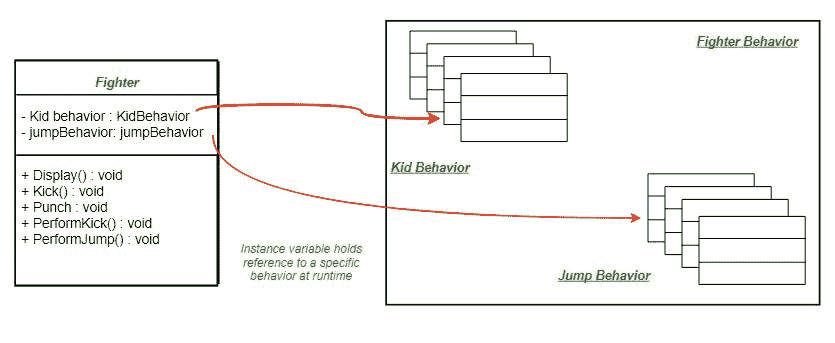 Fighter
- Kid behavior : KidBehavior
- jumpBehavior: jumpBehavior
+ Display() : void
+ Kick() : void
+ Punch : void
+ PerformKick() : void
+ PerformJump() : void
Instance variable holds
reference to a specific
behavior at runtime
Fighter Behavior
Kid Behavior
Jump Behavior